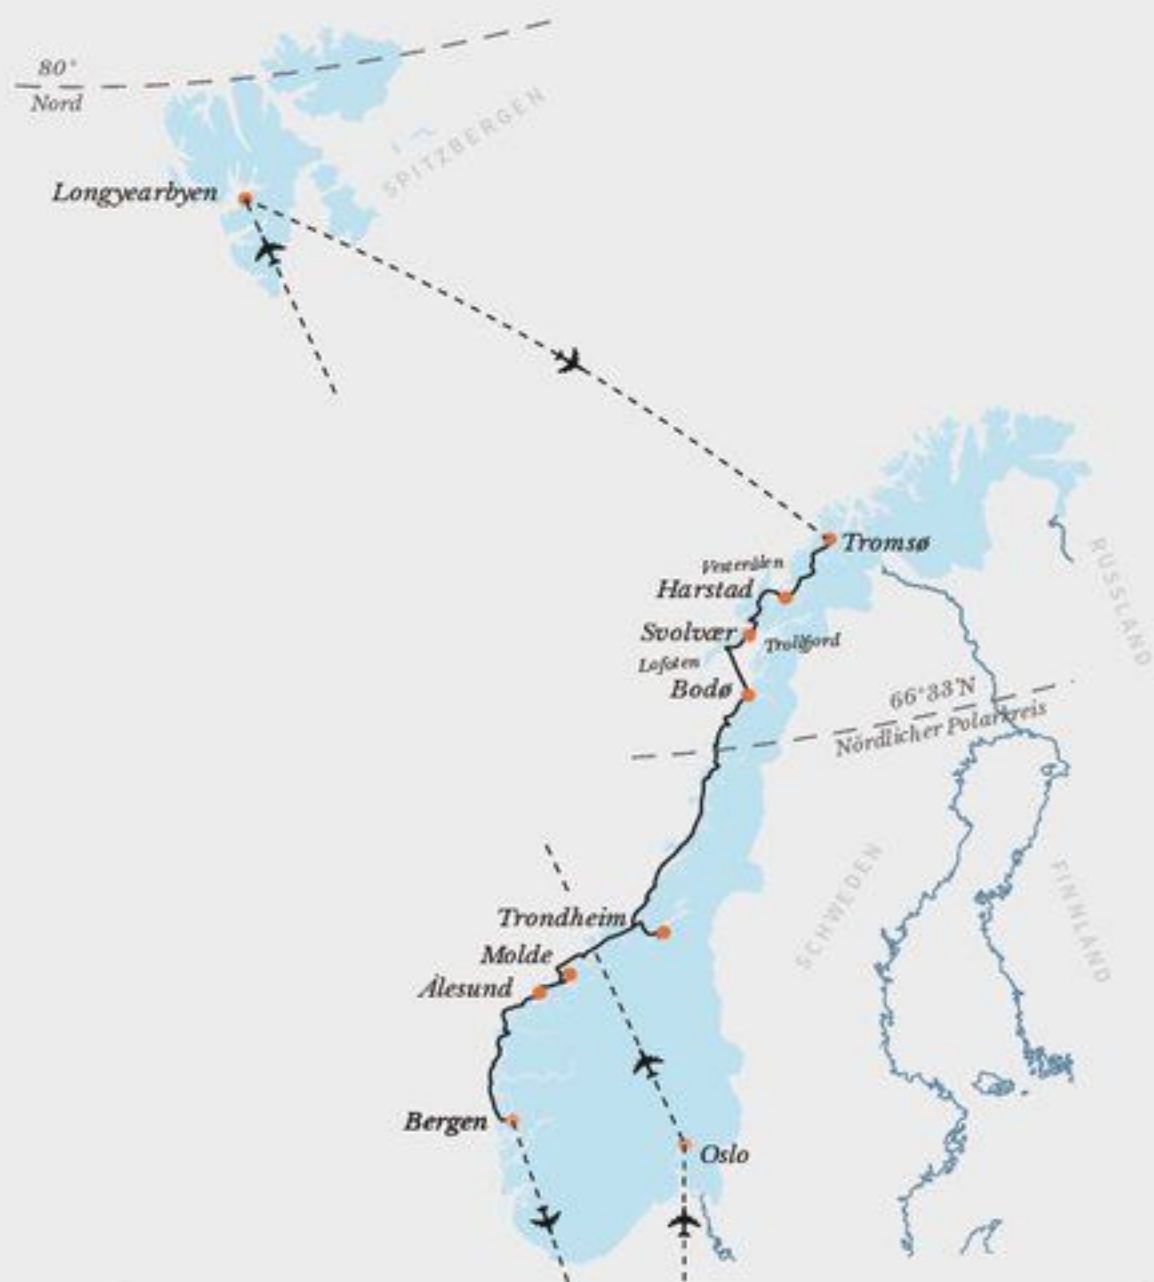 80°
Nord
SPITZBERGEN
Longyearbyen
Tromsø
Vesterålen
Harstad
Svolvær
Trollfjord
Lofoten
Bodø
66°33'N
Nördlicher Polarkreis
RUSSLAND
SCHWEDEN
FINNLAND
Trondheim
Molde
Ålesund
Bergen
Oslo